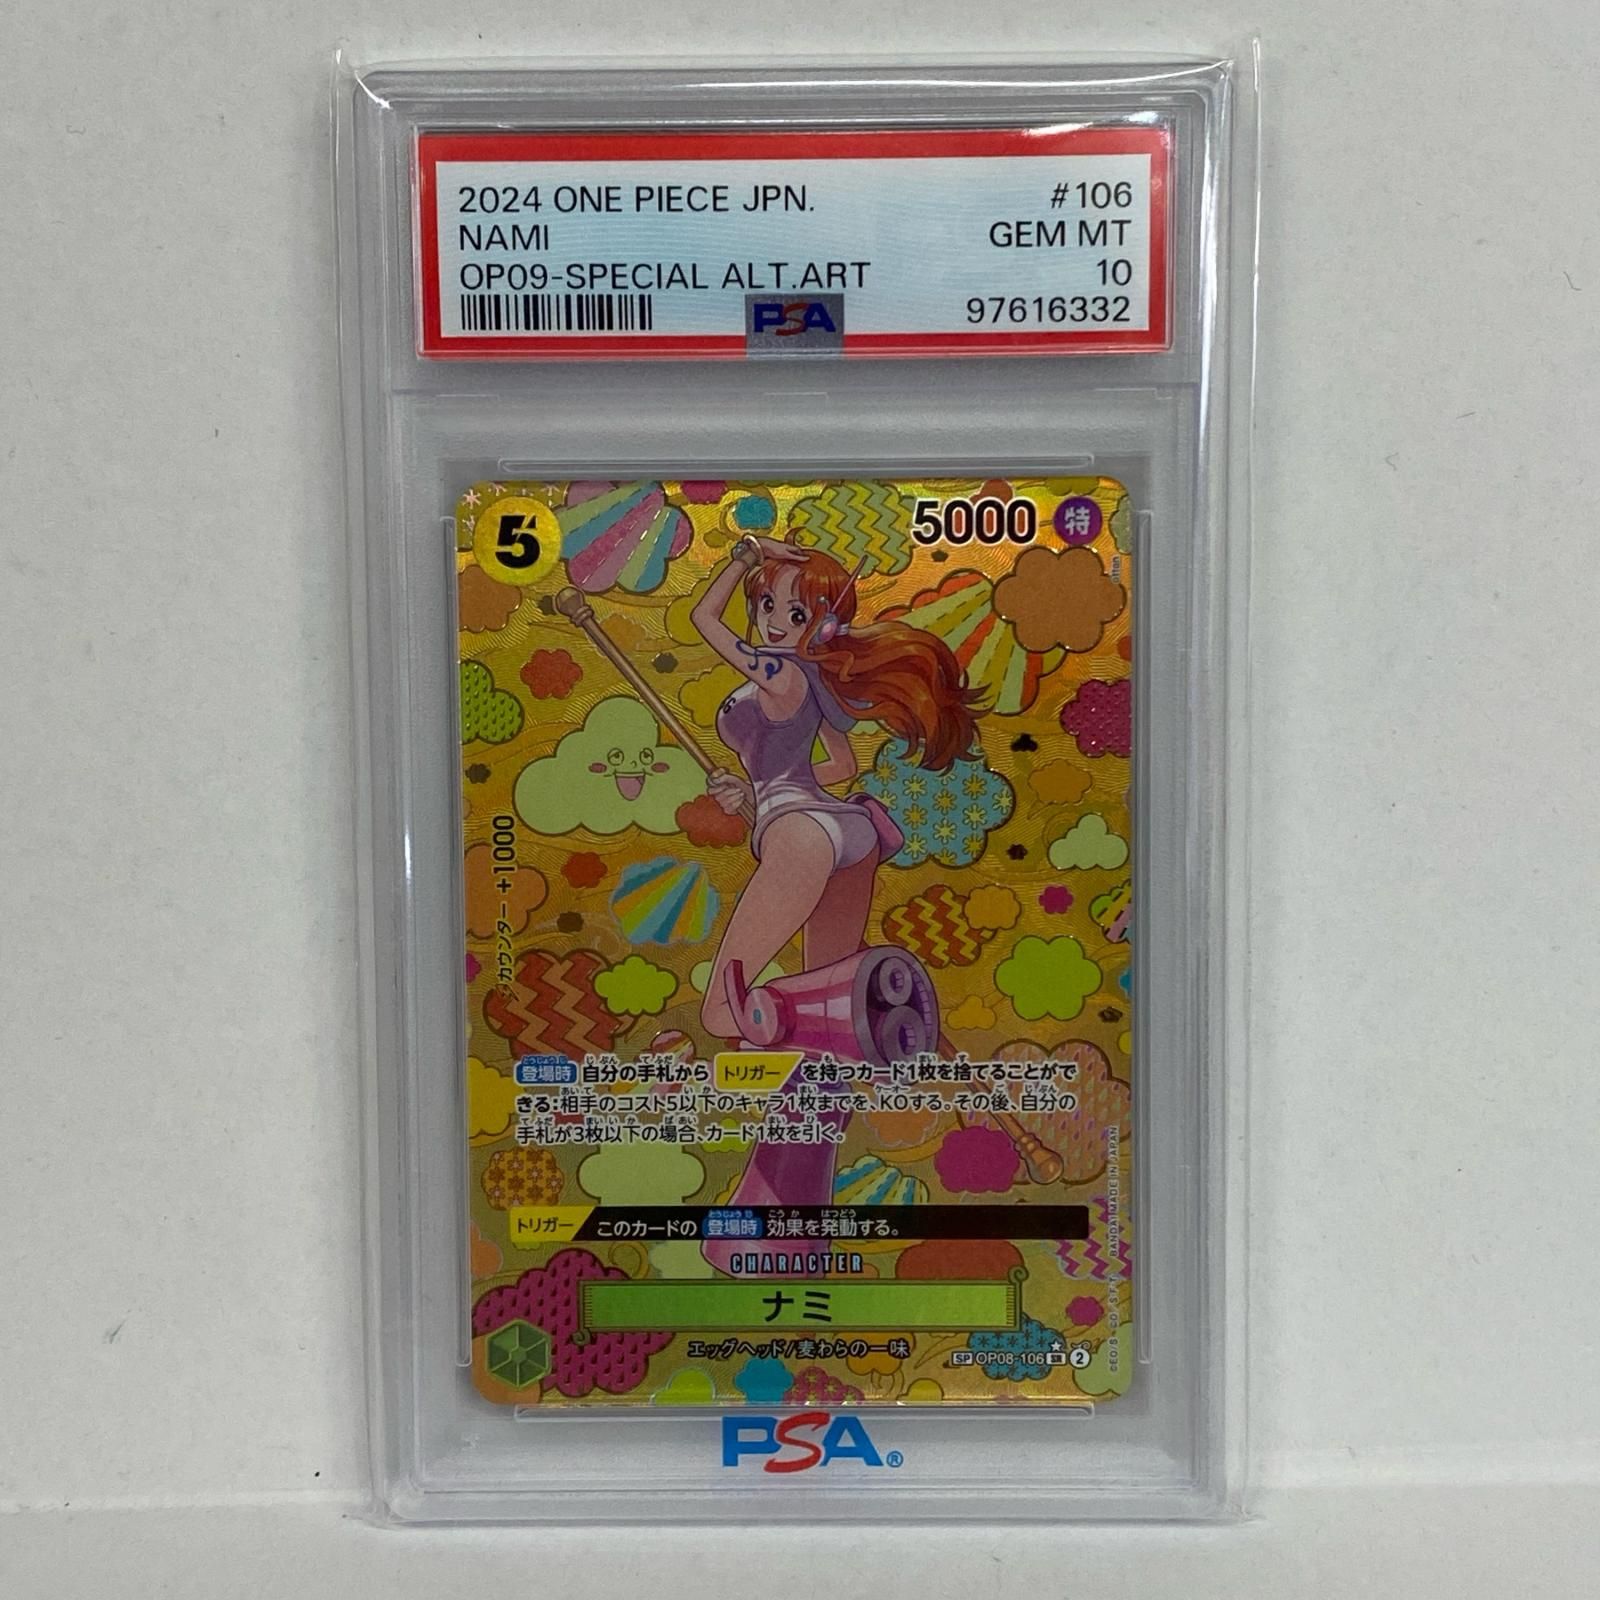 2024 ONE PIECE JPN. #106
NAMI GEM MT
OP09-SPECIAL ALT.ART 10
97616332
PSA
5
5000 特
カウンター +1000
登場時 自分の手札から トリガー を持つカード1枚を捨てることがで
きる:相手のコスト5以下のキャラ1枚までを、KOする。その後、自分の
手札が3枚以下の場合、カード1枚を引く。
トリガー このカードの 登場時 効果を発動する。
CHARACTER
ナミ
エッグヘッド/麦わらの一味
SP OP08-106 SR 2
BANDAI MADE IN JAPAN
PSA®